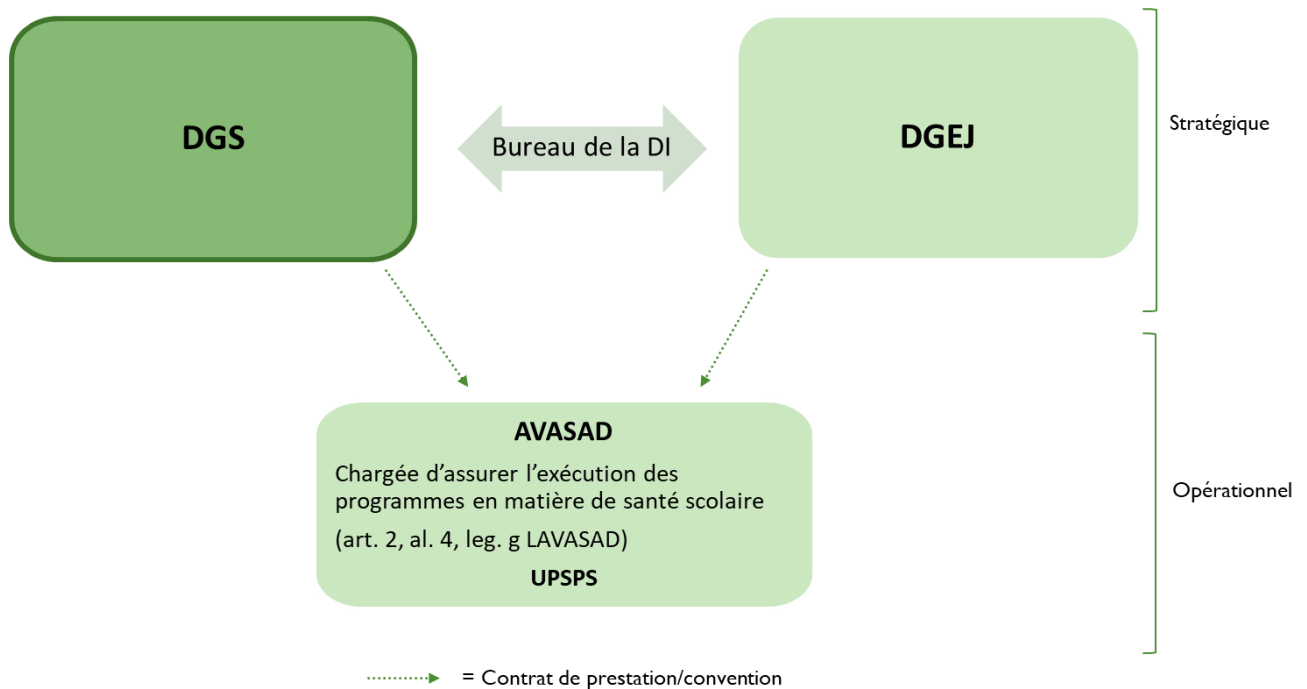 DGS
Bureau de la DI
DGEJ
Stratégique
AVASAD
Chargée d’assurer l’exécution des
programmes en matière de santé scolaire
(art. 2, al. 4, leg. g LAVASAD)
UPSPS
Opérationnel
= Contrat de prestation/convention